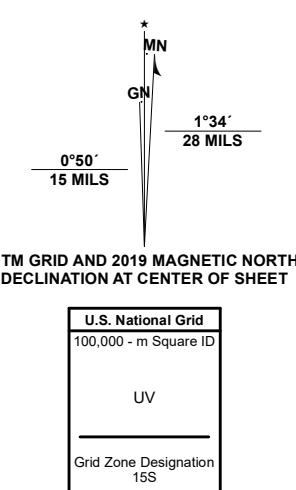 ★
MN
GN
1°34´
28 MILS
0°50´
15 MILS
TM GRID AND 2019 MAGNETIC NORTH
DECLINATION AT CENTER OF SHEET
U.S. National Grid
100,000 - m Square ID
UV
Grid Zone Designation
15S